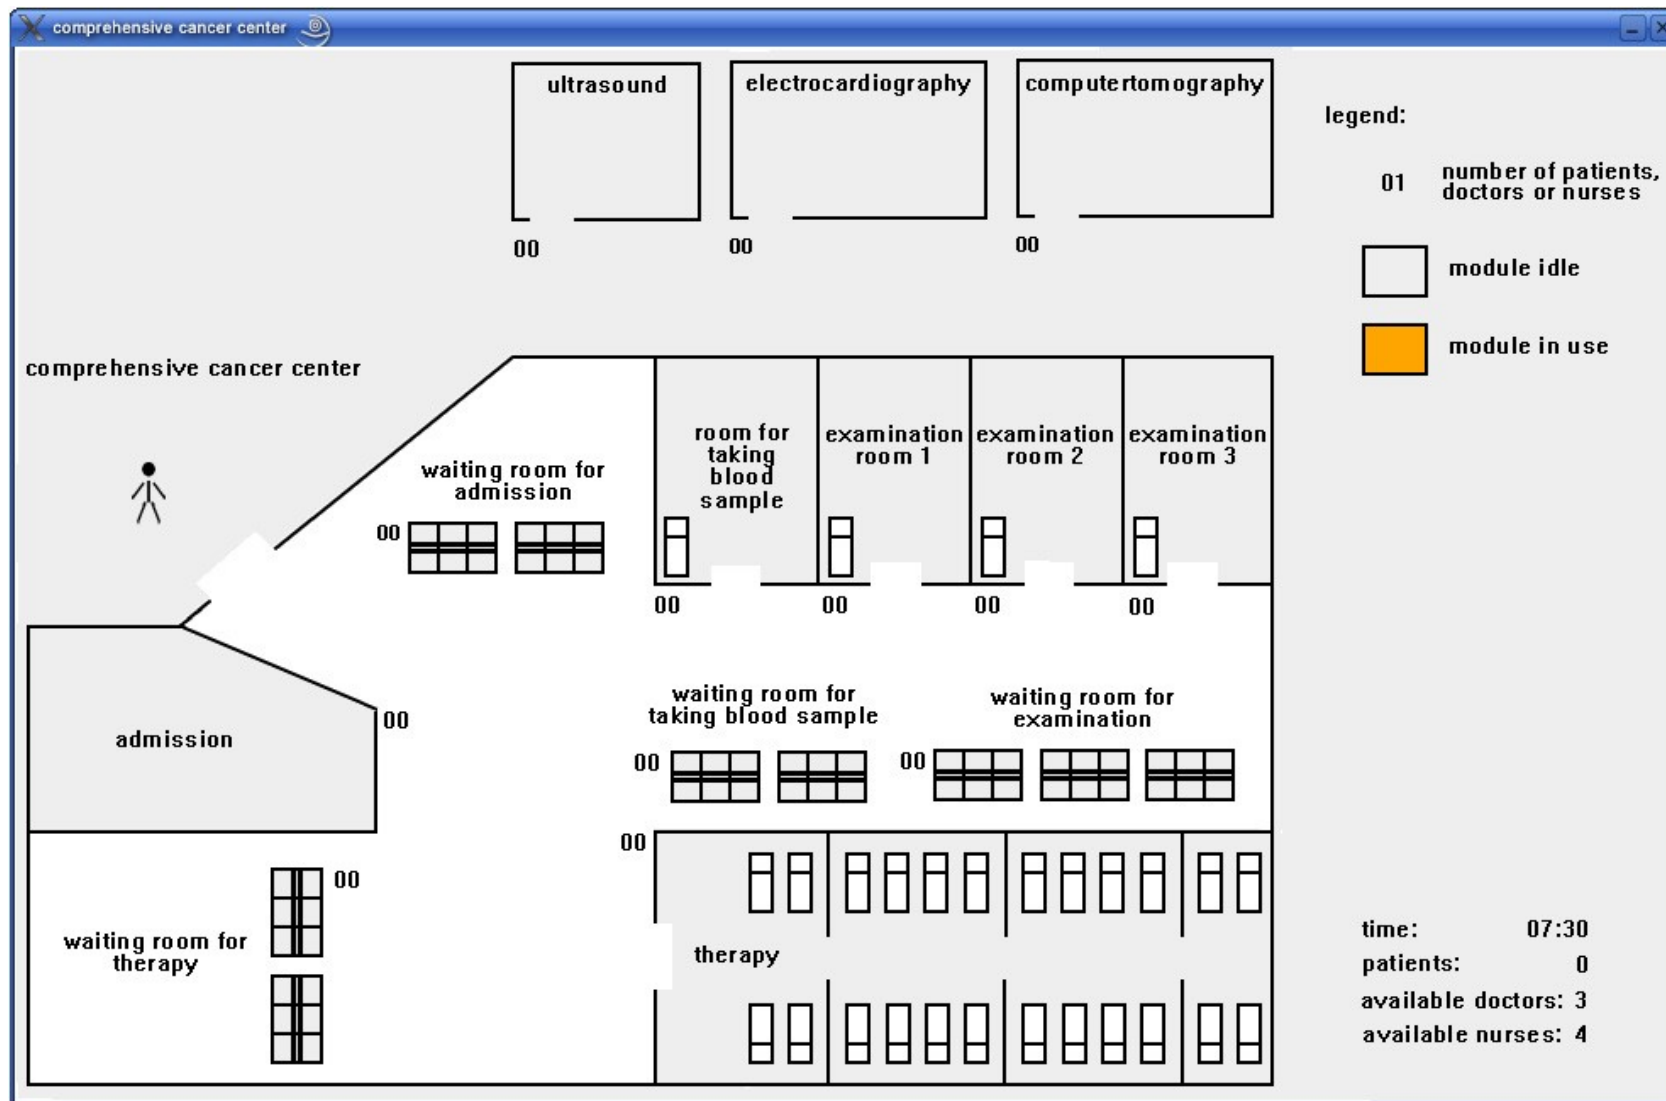 comprehensive cancer center
ultrasound
electrocardiography
computertomography
legend:
01
number of patients,
doctors or nurses
00
00
00
module idle
module in use
comprehensive cancer center
room for
taking
blood
sample
examination
room 1
examination
room 2
examination
room 3
waiting room for
admission
00
00
00
00
00
admission
00
waiting room for
taking blood sample
00
waiting room for
examination
00
00
00
waiting room for
therapy
therapy
time: 07:30
patients: 0
available doctors: 3
available nurses: 4